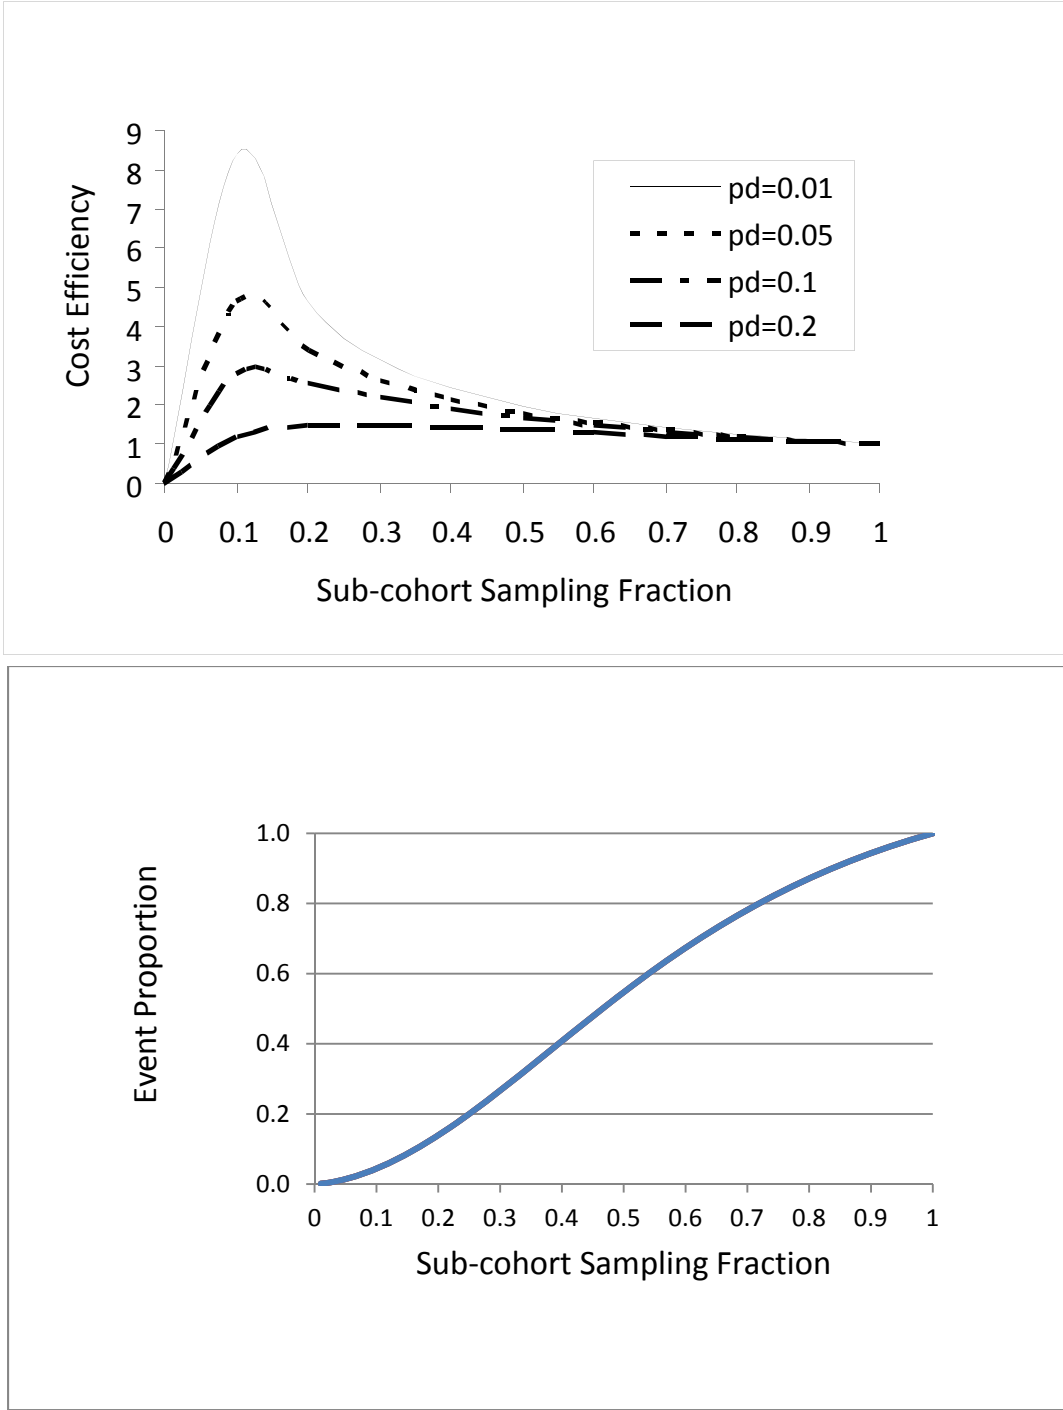 9
8
7
6
5
4
3
2
1
0
Cost Efficiency
pd=0.01
pd=0.05
pd=0.1
pd=0.2
0 0.1 0.2 0.3 0.4 0.5 0.6 0.7 0.8 0.9 1
Sub-cohort Sampling Fraction
1.0
0.8
0.6
0.4
0.2
0.0
Event Proportion
0 0.1 0.2 0.3 0.4 0.5 0.6 0.7 0.8 0.9 1
Sub-cohort Sampling Fraction